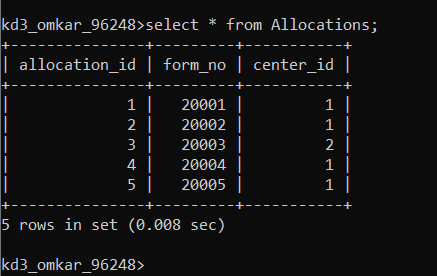 kd3_omkar_96248>select * from Allocations;
+---------------+---------+-----------+
| allocation_id | form_no | center_id |
+---------------+---------+-----------+
|             1 |   20001 |         1 |
|             2 |   20002 |         1 |
|             3 |   20003 |         2 |
|             4 |   20004 |         1 |
|             5 |   20005 |         1 |
+---------------+---------+-----------+
5 rows in set (0.008 sec)
kd3_omkar_96248>